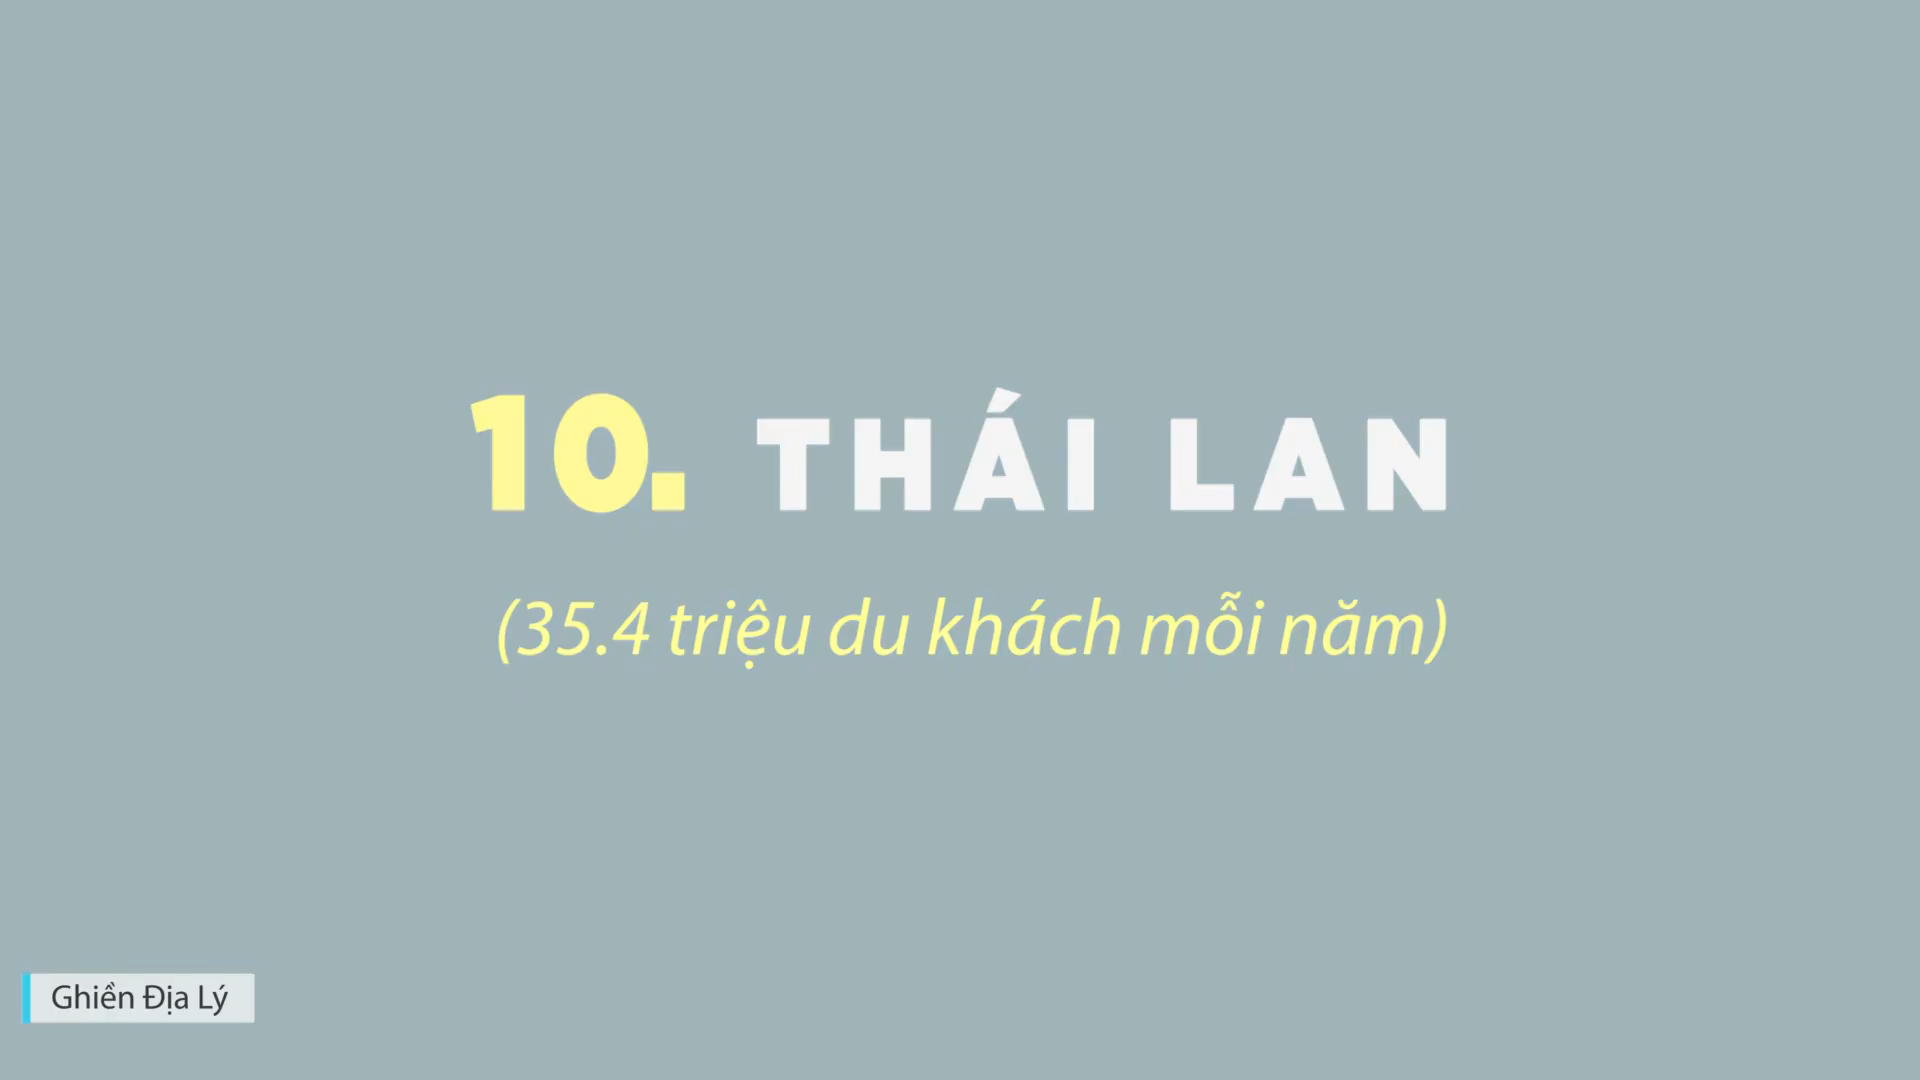 10. THÁI LAN
(35.4 triệu du khách mỗi năm)
Ghiền Địa Lý